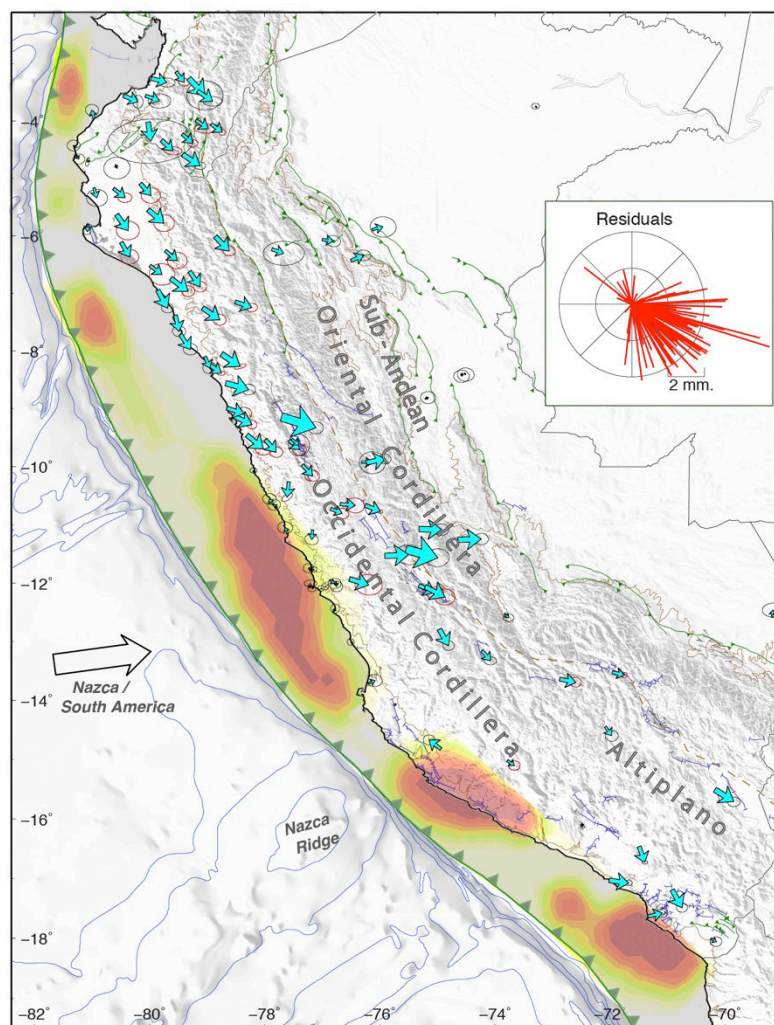 −4°
−6°
−8°
−10°
−12°
−14°
−16°
−18°
−82°
−80°
−78°
−76°
−74°
−72°
−70°
Residuals
2 mm.
Sub - Andean
Oriental Cordillera
Occidental Cordillera
Altiplano
Nazca /
South America
Nazca
Ridge